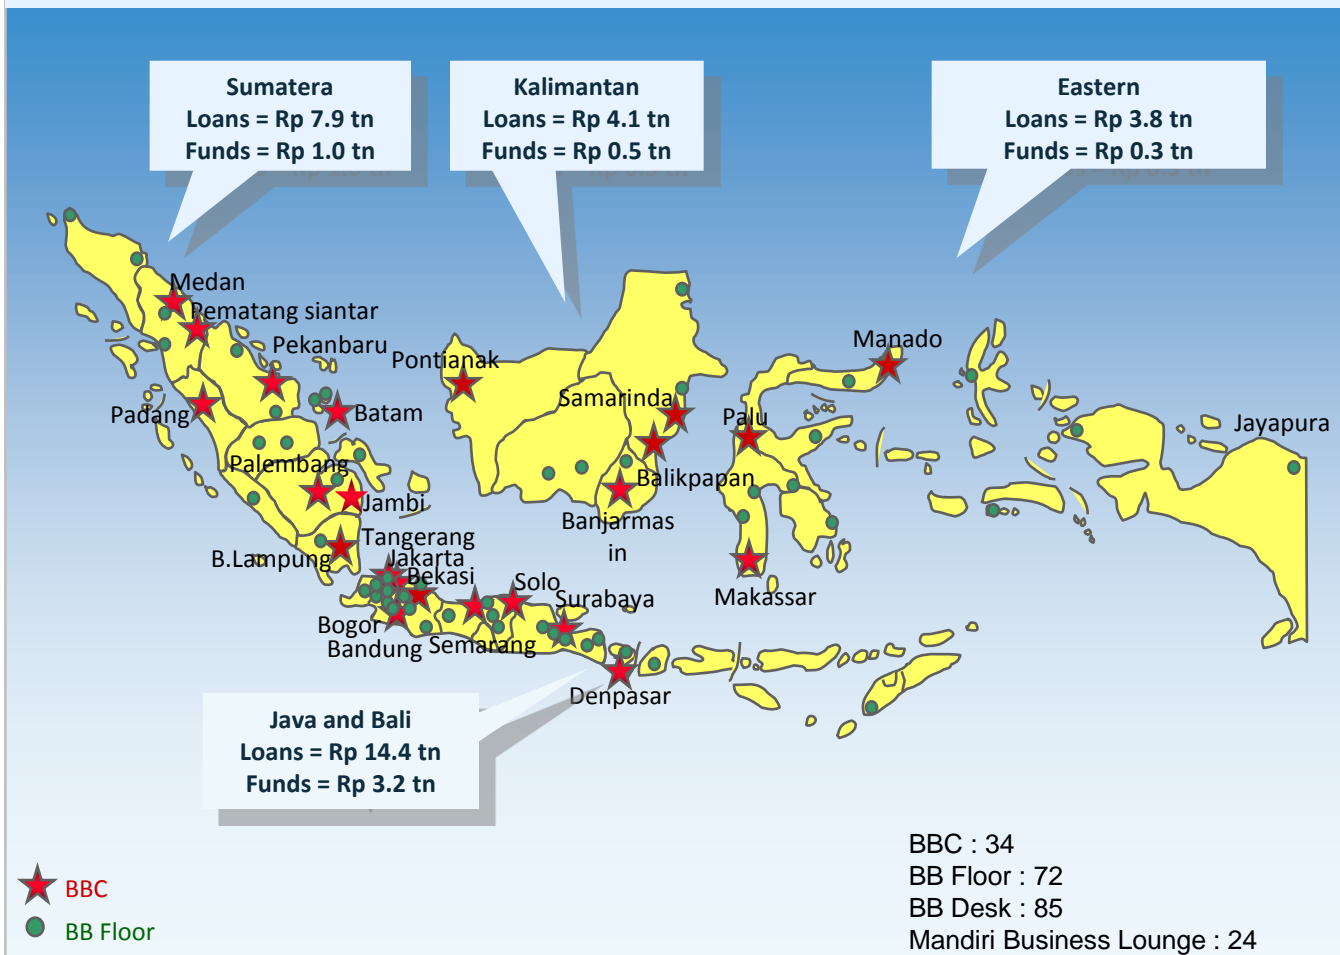 Sumatera
Loans = Rp 7.9 tn
Funds = Rp 1.0 tn
Kalimantan
Loans = Rp 4.1 tn
Funds = Rp 0.5 tn
Eastern
Loans = Rp 3.8 tn
Funds = Rp 0.3 tn
Medan
Pematang siantar
Pekanbaru
Padang
Batam
Palembang
Jambi
B.Lampung
Tangerang
Jakarta
Bekasi
Bogor
Bandung
Semarang
Solo
Surabaya
Denpasar
Pontianak
Samarinda
Balikpapan
Banjarmas
in
Manado
Palu
Makassar
Jayapura
Java and Bali
Loans = Rp 14.4 tn
Funds = Rp 3.2 tn
BBC
BB Floor
BBC : 34
BB Floor : 72
BB Desk : 85
Mandiri Business Lounge : 24